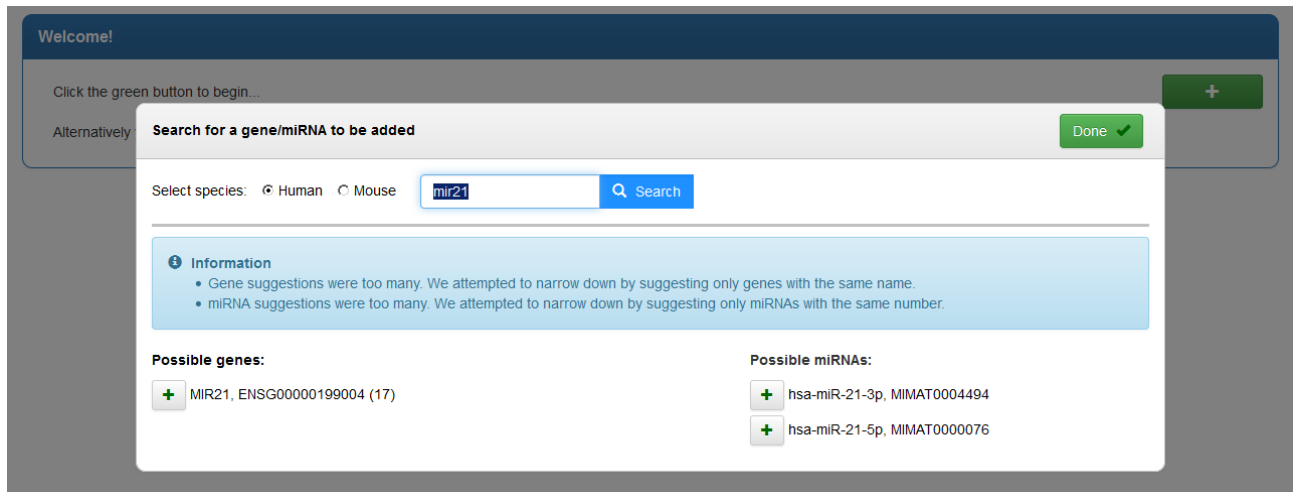 Welcome!
Click the green button to begin...
Alternatively
Search for a gene/miRNA to be added
Done
Select species: Human Mouse mir21 Search
Information
• Gene suggestions were too many. We attempted to narrow down by suggesting only genes with the same name.
• miRNA suggestions were too many. We attempted to narrow down by suggesting only miRNAs with the same number.
Possible genes:
MIR21, ENSG00000199004 (17)
Possible miRNAs:
hsa-miR-21-3p, MIMAT0004494
hsa-miR-21-5p, MIMAT0000076